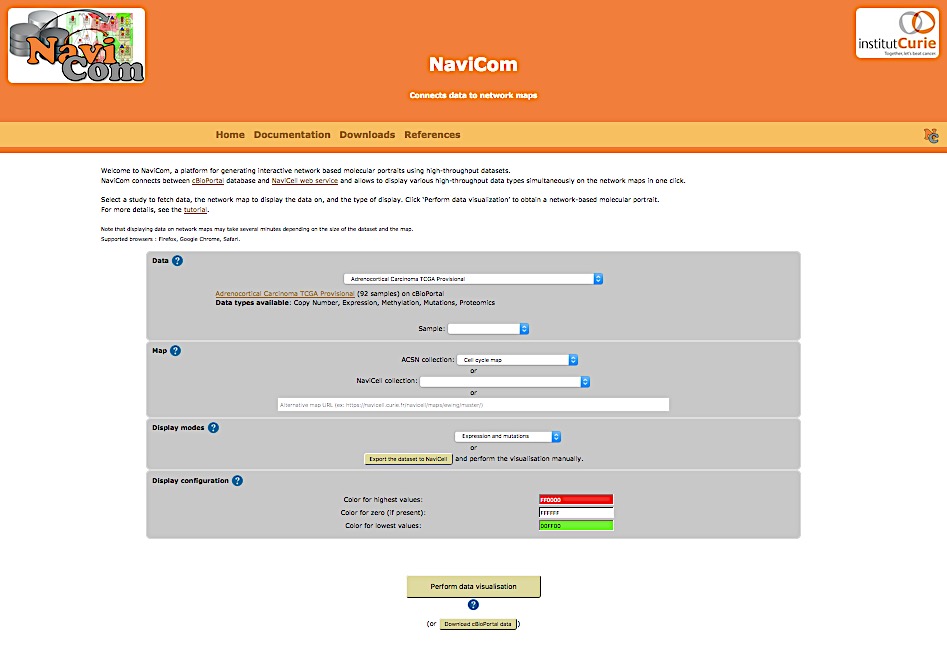 Navi
Com
institutCurie
Together, let's beat cancer.
NaviCom
Connects data to network maps
Home Documentation Downloads References
Welcome to NaviCom, a platform for generating interactive network based molecular portraits using high-throughput datasets.
NaviCom connects between cBioPortal database and NaviCell web service and allows to display various high-throughput data types simultaneously on the network maps in one click.
Select a study to fetch data, the network map to display the data on, and the type of display. Click 'Perform data visualization' to obtain a network-based molecular portrait.
For more details, see the tutorial.
Note that displaying data on network maps may take several minutes depending on the size of the dataset and the map.
Supported browsers : Firefox, Google Chrome, Safari.
Data ?
Adrenocortical Carcinoma TCGA Provisional
Adrenocortical Carcinoma TCGA Provisional (92 samples) on cBioPortal
Data types available: Copy Number, Expression, Methylation, Mutations, Proteomics
Sample:
Map ?
ACSN collection: Cell cycle map
or
NaviCell collection:
or
Alternative map URL (ex: https://navicell.curie.fr/navicell/maps/ewing/master/)
Display modes ?
Expression and mutations
or
Export the dataset to NaviCell and perform the visualisation manually.
Display configuration ?
Color for highest values: FF0000
Color for zero (if present): FFFFFF
Color for lowest values: 00FF00
Perform data visualisation
?
(or Download cBioPortal data)